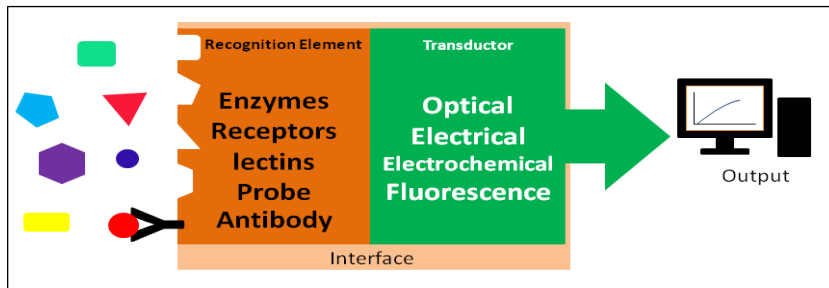 Recognition Element
Enzymes
Receptors
lectins
Probe
Antibody
Transductor
Optical
Electrical
Electrochemical
Fluorescence
Output
Interface